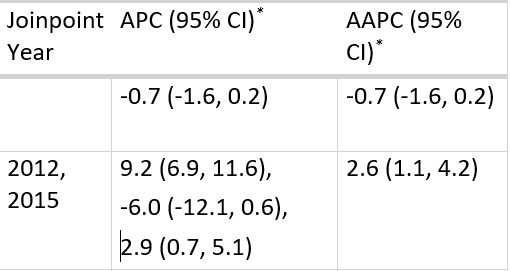 Joinpoint APC (95% CI)* AAPC (95%
Year CI)*
-0.7 (-1.6, 0.2) -0.7 (-1.6, 0.2)
2012, 9.2 (6.9, 11.6), 2.6 (1.1, 4.2)
2015 -6.0 (-12.1, 0.6),
2.9 (0.7, 5.1)